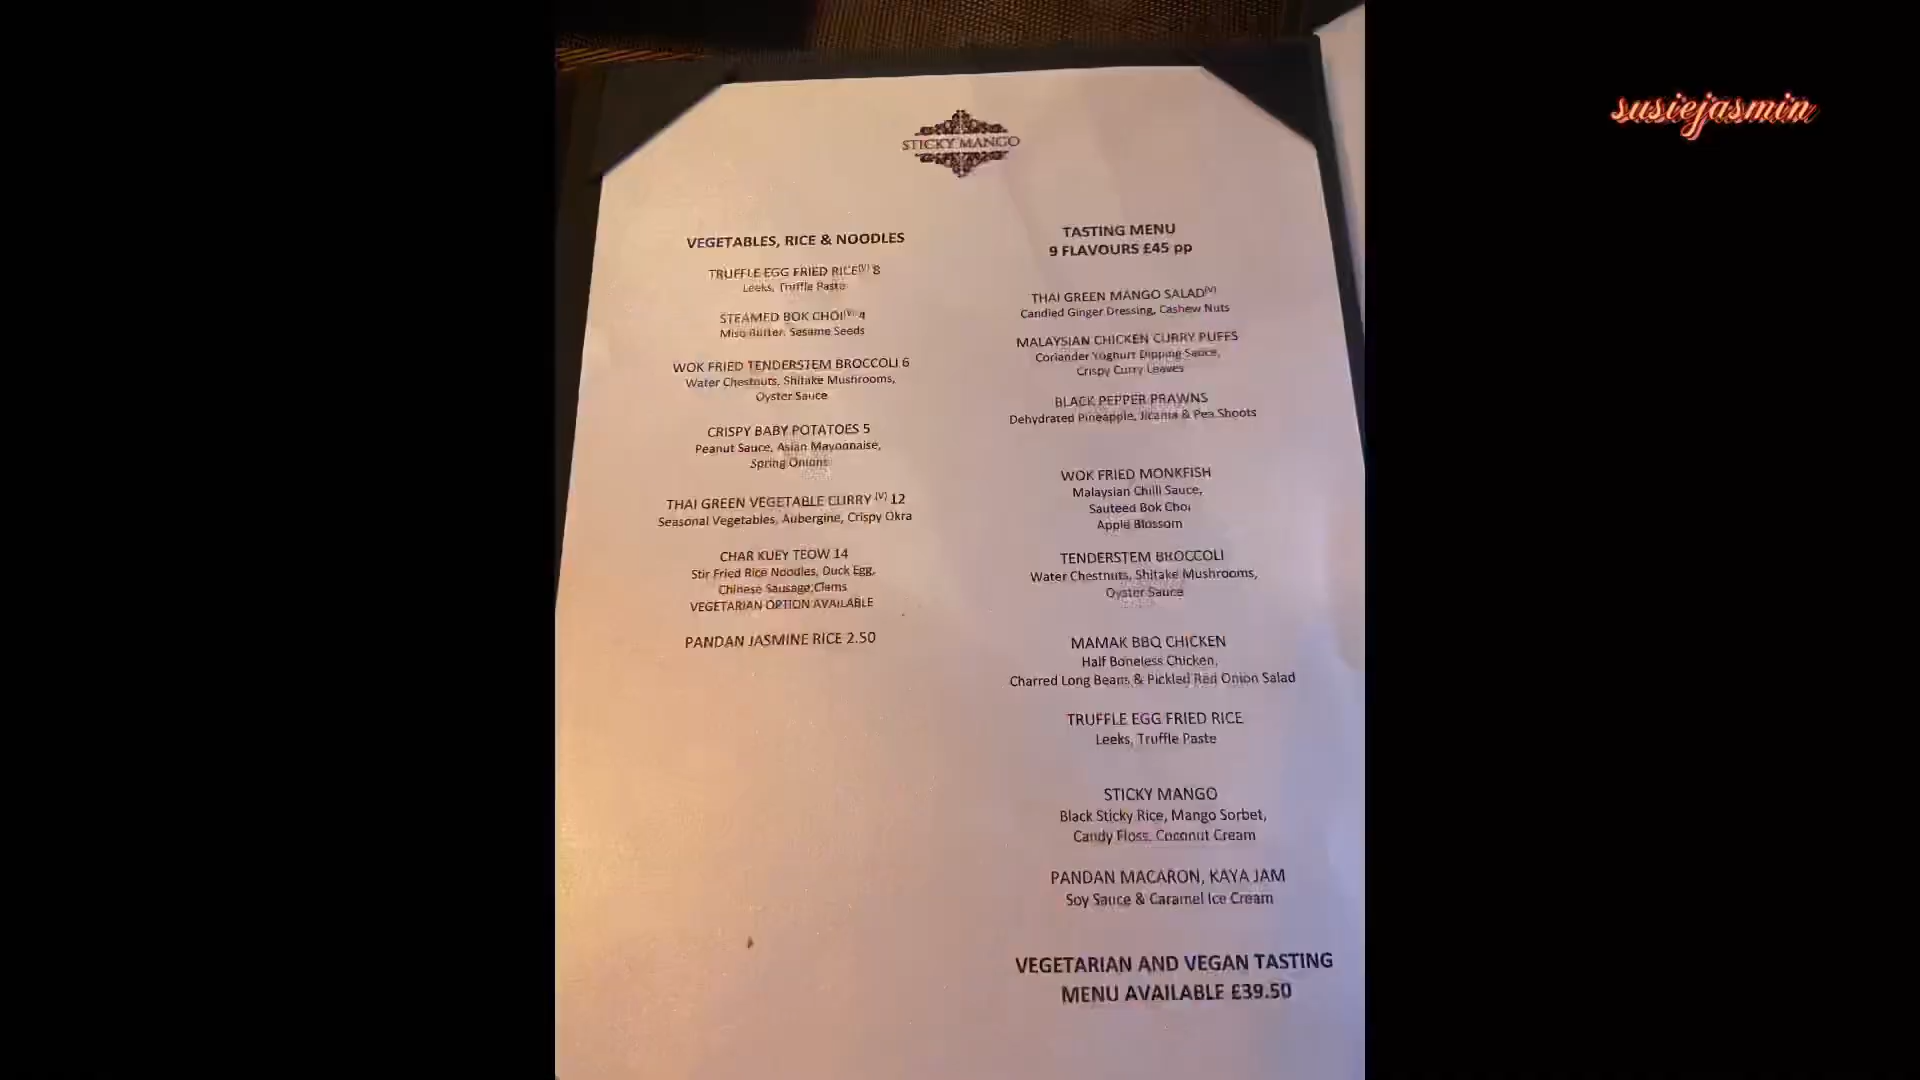 susiejasmin
STICKY MANGO
VEGETABLES, RICE & NOODLES
TRUFFLE EGG FRIED RICE(V) 8
Leeks, Truffle Paste
STEAMED BOK CHOI(V) 4
Miso Butter, Sesame Seeds
WOK FRIED TENDERSTEM BROCCOLI 6
Water Chestnuts, Shitake Mushrooms,
Oyster Sauce
CRISPY BABY POTATOES 5
Peanut Sauce, Asian Mayonnaise,
Spring Onions
THAI GREEN VEGETABLE CURRY (V) 12
Seasonal Vegetables, Aubergine, Crispy Okra
CHAR KUEY TEOW 14
Stir Fried Rice Noodles, Duck Egg,
Chinese Sausage,Clams
VEGETARIAN OPTION AVAILABLE
PANDAN JASMINE RICE 2.50
TASTING MENU
9 FLAVOURS £45 pp
THAI GREEN MANGO SALAD(V)
Candied Ginger Dressing, Cashew Nuts
MALAYSIAN CHICKEN CURRY PUFFS
Coriander Yoghurt Dipping Sauce,
Crispy Curry Leaves
BLACK PEPPER PRAWNS
Dehydrated Pineapple, Jicama & Pea Shoots
WOK FRIED MONKFISH
Malaysian Chilli Sauce,
Sauteed Bok Choi
Apple Blossom
TENDERSTEM BROCCOLI
Water Chestnuts, Shitake Mushrooms,
Oyster Sauce
MAMAK BBQ CHICKEN
Half Boneless Chicken,
Charred Long Beans & Pickled Red Onion Salad
TRUFFLE EGG FRIED RICE
Leeks, Truffle Paste
STICKY MANGO
Black Sticky Rice, Mango Sorbet,
Candy Floss, Coconut Cream
PANDAN MACARON, KAYA JAM
Soy Sauce & Caramel Ice Cream
VEGETARIAN AND VEGAN TASTING
MENU AVAILABLE £39.50